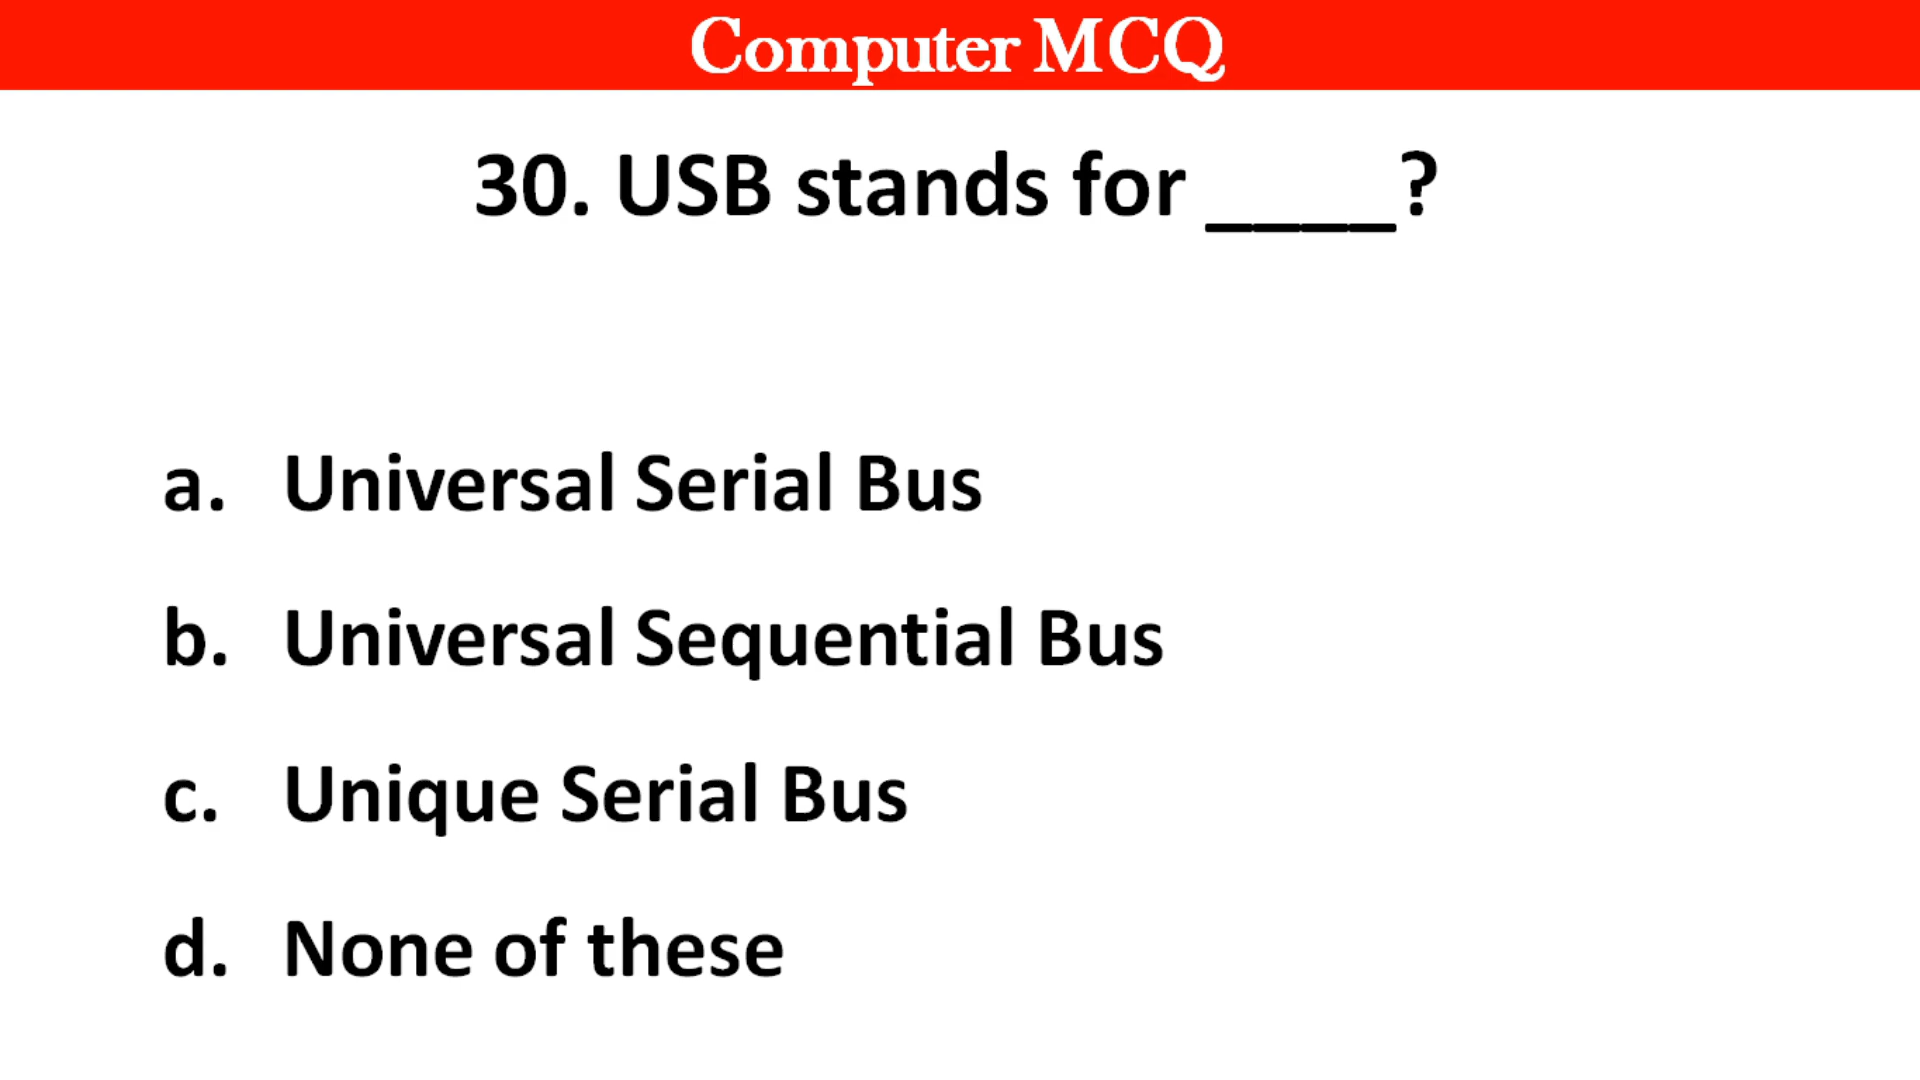 Computer MCQ
30. USB stands for ____?
a. Universal Serial Bus
b. Universal Sequential Bus
c. Unique Serial Bus
d. None of these